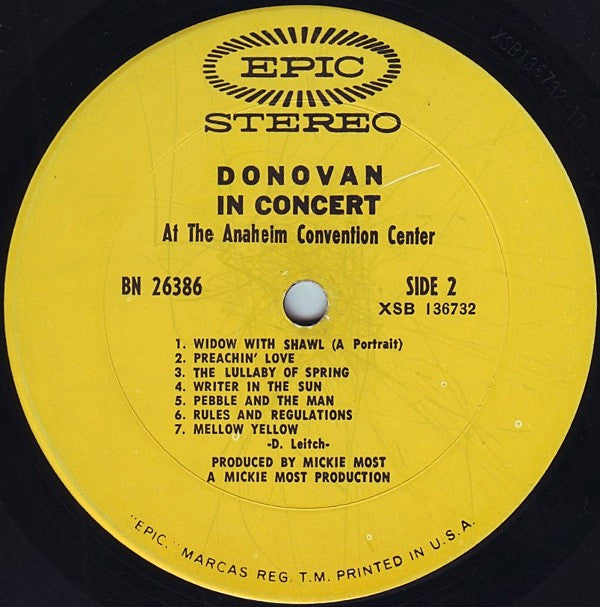 EPIC
STEREO
DONOVAN
IN CONCERT
At The Anaheim Convention Center
BN 26386
SIDE 2
XSB 136732
1. WIDOW WITH SHAWL (A Portrait)
2. PREACHIN' LOVE
3. THE LULLABY OF SPRING
4. WRITER IN THE SUN
5. PEBBLE AND THE MAN
6. RULES AND REGULATIONS
7. MELLOW YELLOW
-D. Leitch-
PRODUCED BY MICKIE MOST
A MICKIE MOST PRODUCTION
"EPIC," MARCAS REG. T.M. PRINTED IN U.S.A.